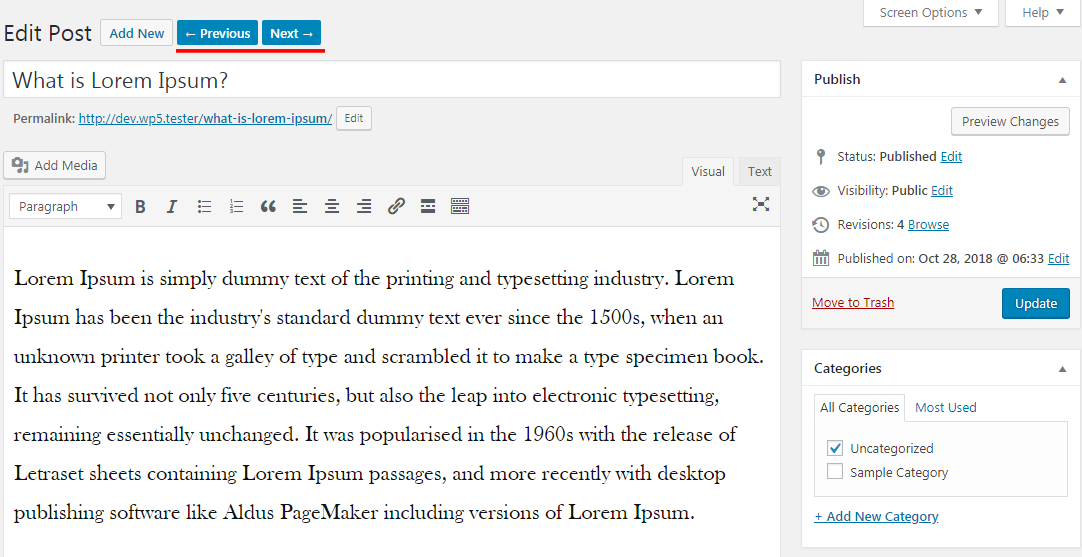 Screen Options ▼ Help ▼
Edit Post Add New ← Previous Next →
What is Lorem Ipsum?
Permalink: http://dev.wp5.tester/what-is-lorem-ipsum/ Edit
Add Media
Visual Text
Paragraph ▼ B I
Lorem Ipsum is simply dummy text of the printing and typesetting industry. Lorem
Ipsum has been the industry's standard dummy text ever since the 1500s, when an
unknown printer took a galley of type and scrambled it to make a type specimen book.
It has survived not only five centuries, but also the leap into electronic typesetting,
remaining essentially unchanged. It was popularised in the 1960s with the release of
Letraset sheets containing Lorem Ipsum passages, and more recently with desktop
publishing software like Aldus PageMaker including versions of Lorem Ipsum.
Publish
Preview Changes
Status: Published Edit
Visibility: Public Edit
Revisions: 4 Browse
Published on: Oct 28, 2018 @ 06:33 Edit
Move to Trash Update
Categories
All Categories Most Used
Uncategorized
Sample Category
+ Add New Category